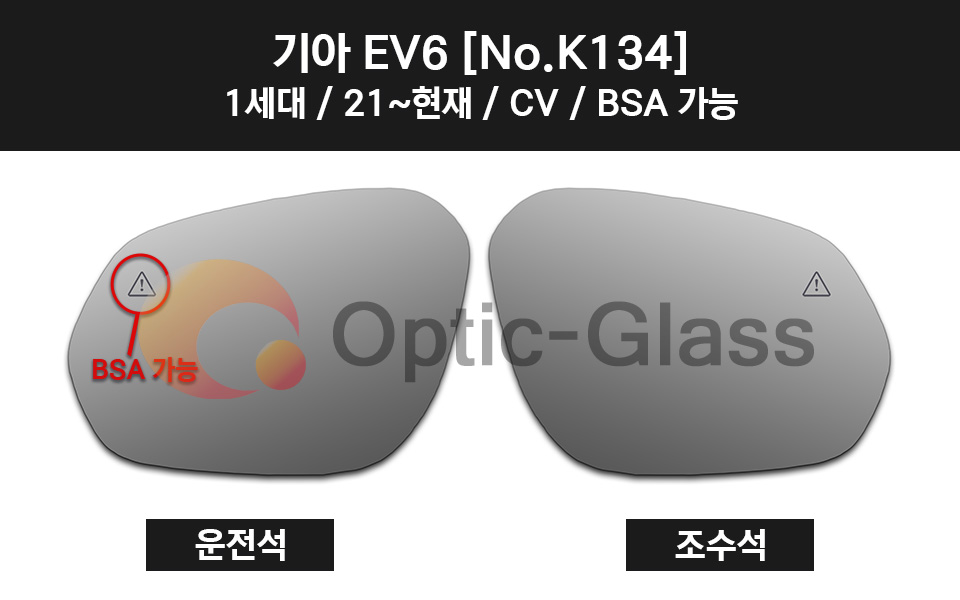 기아 EV6 [No.K134]
1세대 / 21~현재 / CV / BSA 가능
Optic-Glass
BSA 가능
운전석
조수석